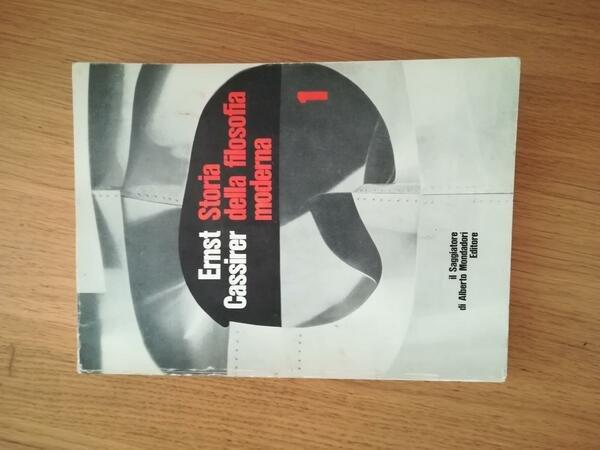 Ernst
Cassirer
Storia
della filosofia
moderna
1
il Saggiatore
di Alberto Mondadori
Editore